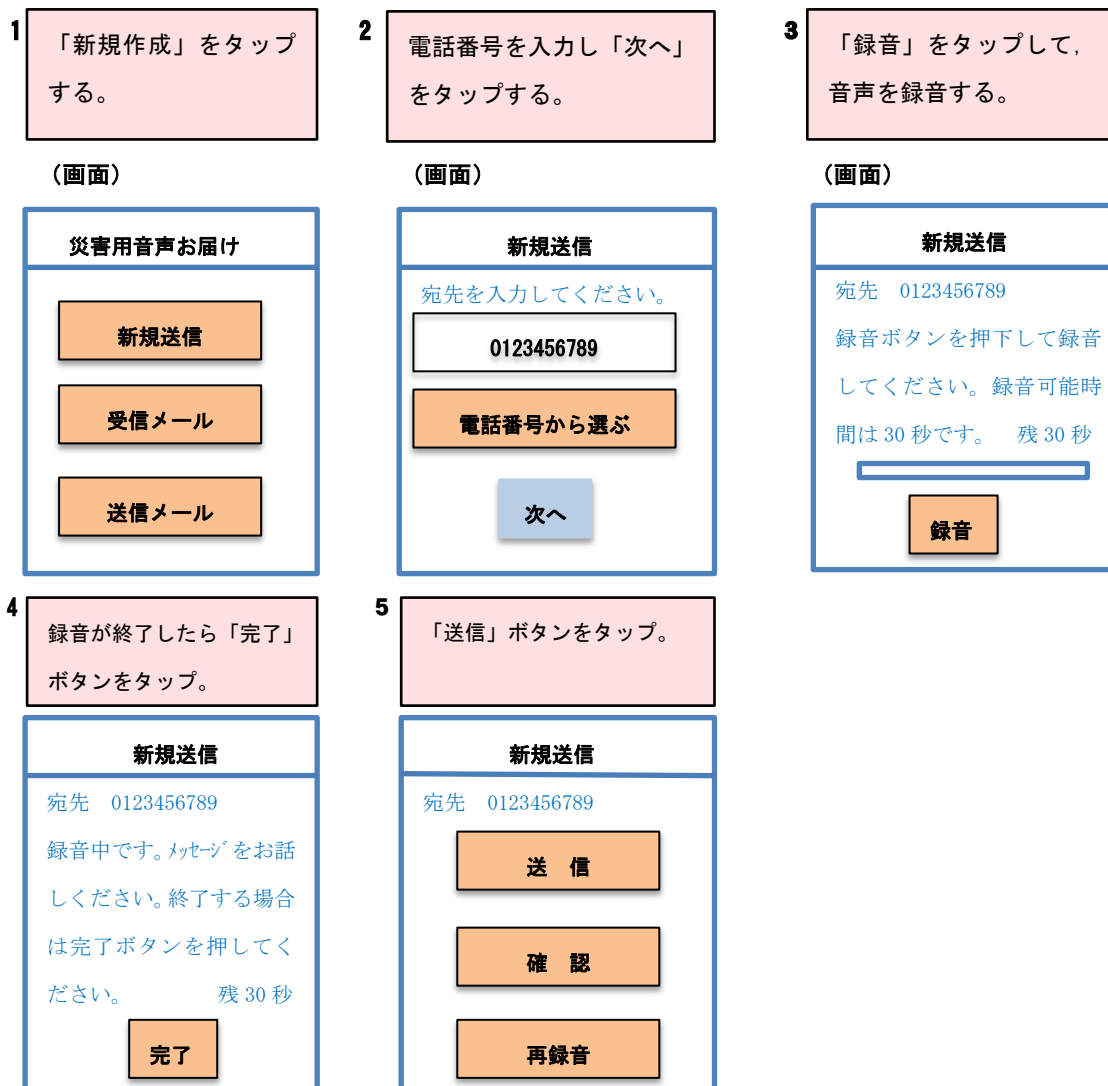 1
「新規作成」をタップ
する。
(画面)
災害用音声お届け
新規送信
受信メール
送信メール
2
電話番号を入力し「次へ」
をタップする。
(画面)
新規送信
宛先を入力してください。
0123456789
電話番号から選ぶ
次へ
3
「録音」をタップして,
音声を録音する。
(画面)
新規送信
宛先 0123456789
録音ボタンを押下して録音
してください。録音可能時
間は 30 秒です。 残 30 秒
録音
4
録音が終了したら「完了」
ボタンをタップ。
新規送信
宛先 0123456789
録音中です。ﾒｯｾｰｼﾞをお話
しください。終了する場合
は完了ボタンを押してく
ださい。 残 30 秒
完了
5
「送信」ボタンをタップ。
新規送信
宛先 0123456789
送 信
確 認
再録音